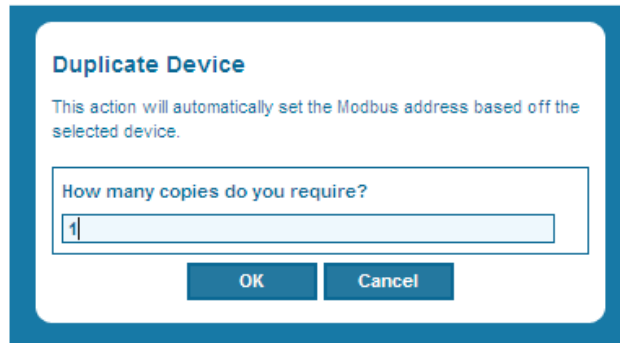 Duplicate Device
This action will automatically set the Modbus address based off the
selected device.
How many copies do you require?
1
OK Cancel